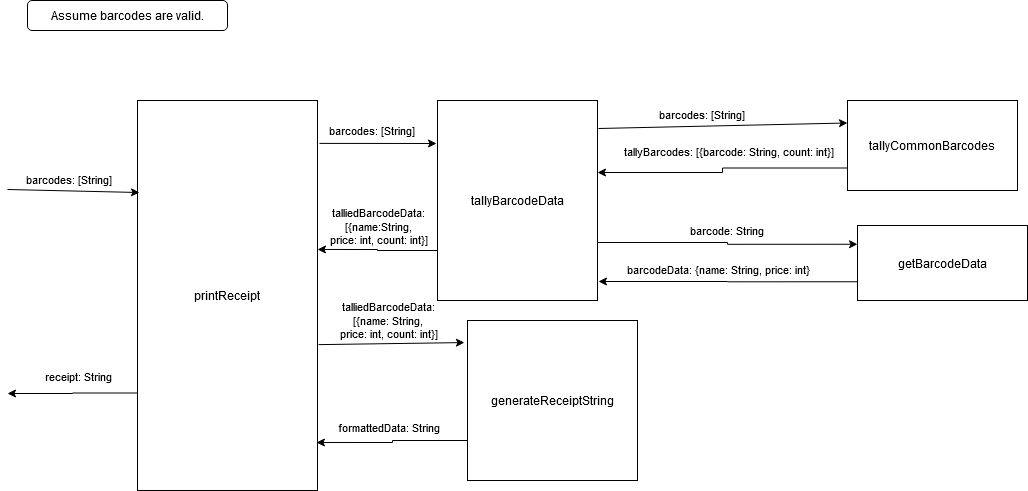 Assume barcodes are valid.
barcodes: [String]
printReceipt
receipt: String
barcodes: [String]
talliedBarcodeData:
[{name:String,
price: int, count: int}]
talliedBarcodeData:
[{name: String,
price: int, count: int}]
formattedData: String
tallyBarcodeData
generateReceiptString
barcodes: [String]
tallyBarcodes: [{barcode: String, count: int}]
barcode: String
barcodeData: {name: String, price: int}
tallyCommonBarcodes
getBarcodeData